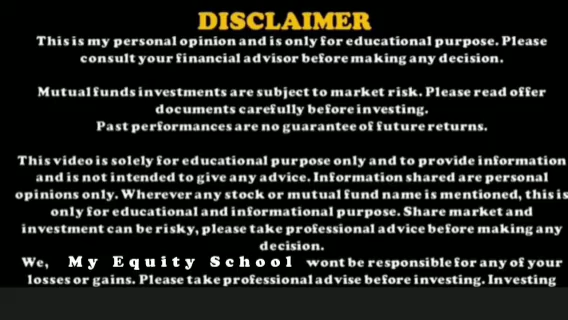 DISCLAIMER
This is my personal opinion and is only for educational purpose. Please
consult your financial advisor before making any decision.
Mutual funds investments are subject to market risk. Please read offer
documents carefully before investing.
Past performances are no guarantee of future returns.
This video is solely for educational purpose only and to provide information
and is not intended to give any advice. Information shared are personal
opinions only. Wherever any stock or mutual fund name is mentioned, this is
only for educational and informational purpose. Share market and
investment can be risky, please take professional advice before making any
decision.
We, My Equity School wont be responsible for any of your
losses or gains. Please take professional advise before investing. Investing